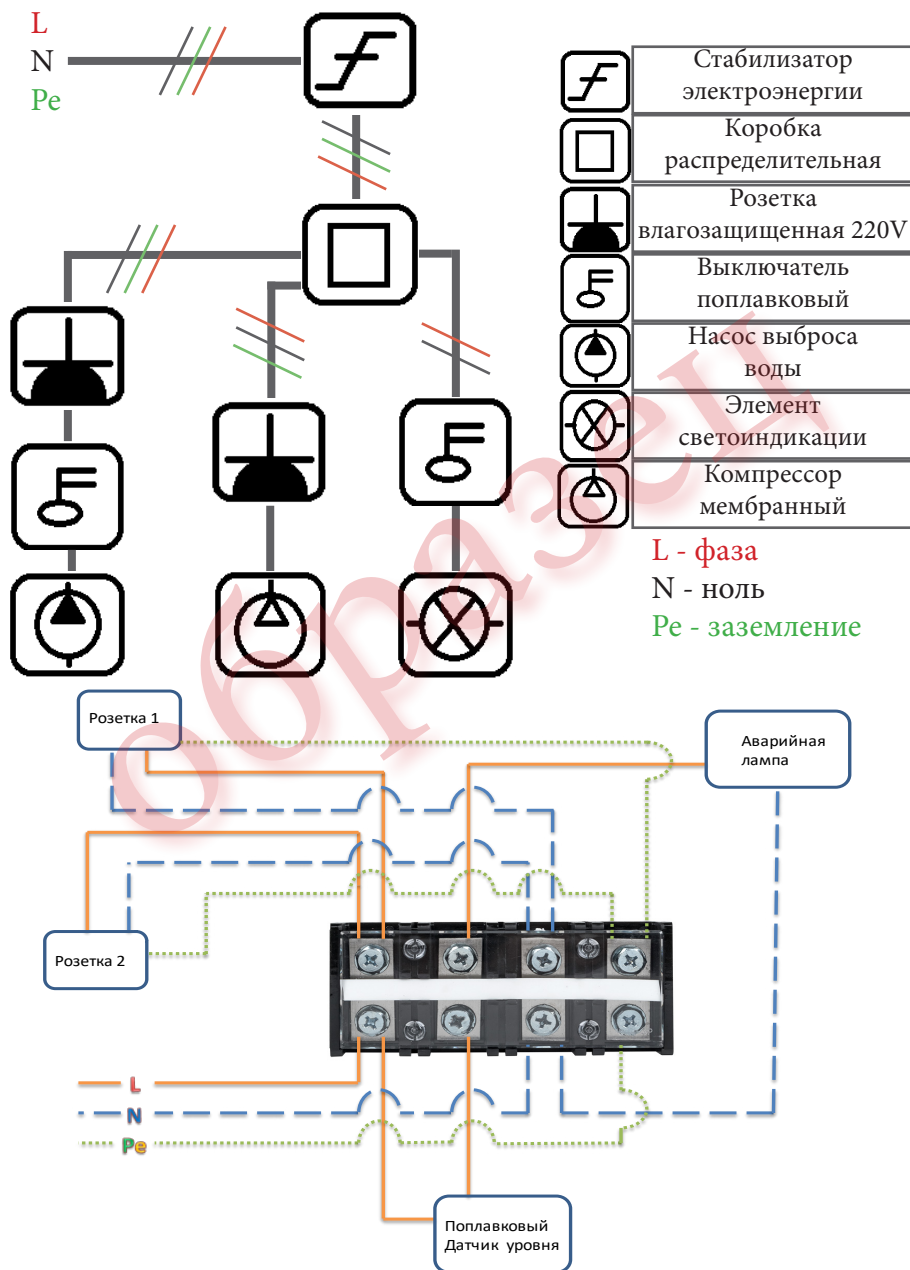 L
N
Pe
Стабилизатор
электроэнергии
Коробка
распределительная
Розетка
влагозащищенная 220V
Выключатель
поплавковый
Насос выброса
воды
Элемент
светоиндикации
Компрессор
мембранный
L - фаза
N - ноль
Pe - заземление
образец
Розетка 1
Аварийная
лампа
Розетка 2
L
N
Pe
Поплавковый
Датчик уровня